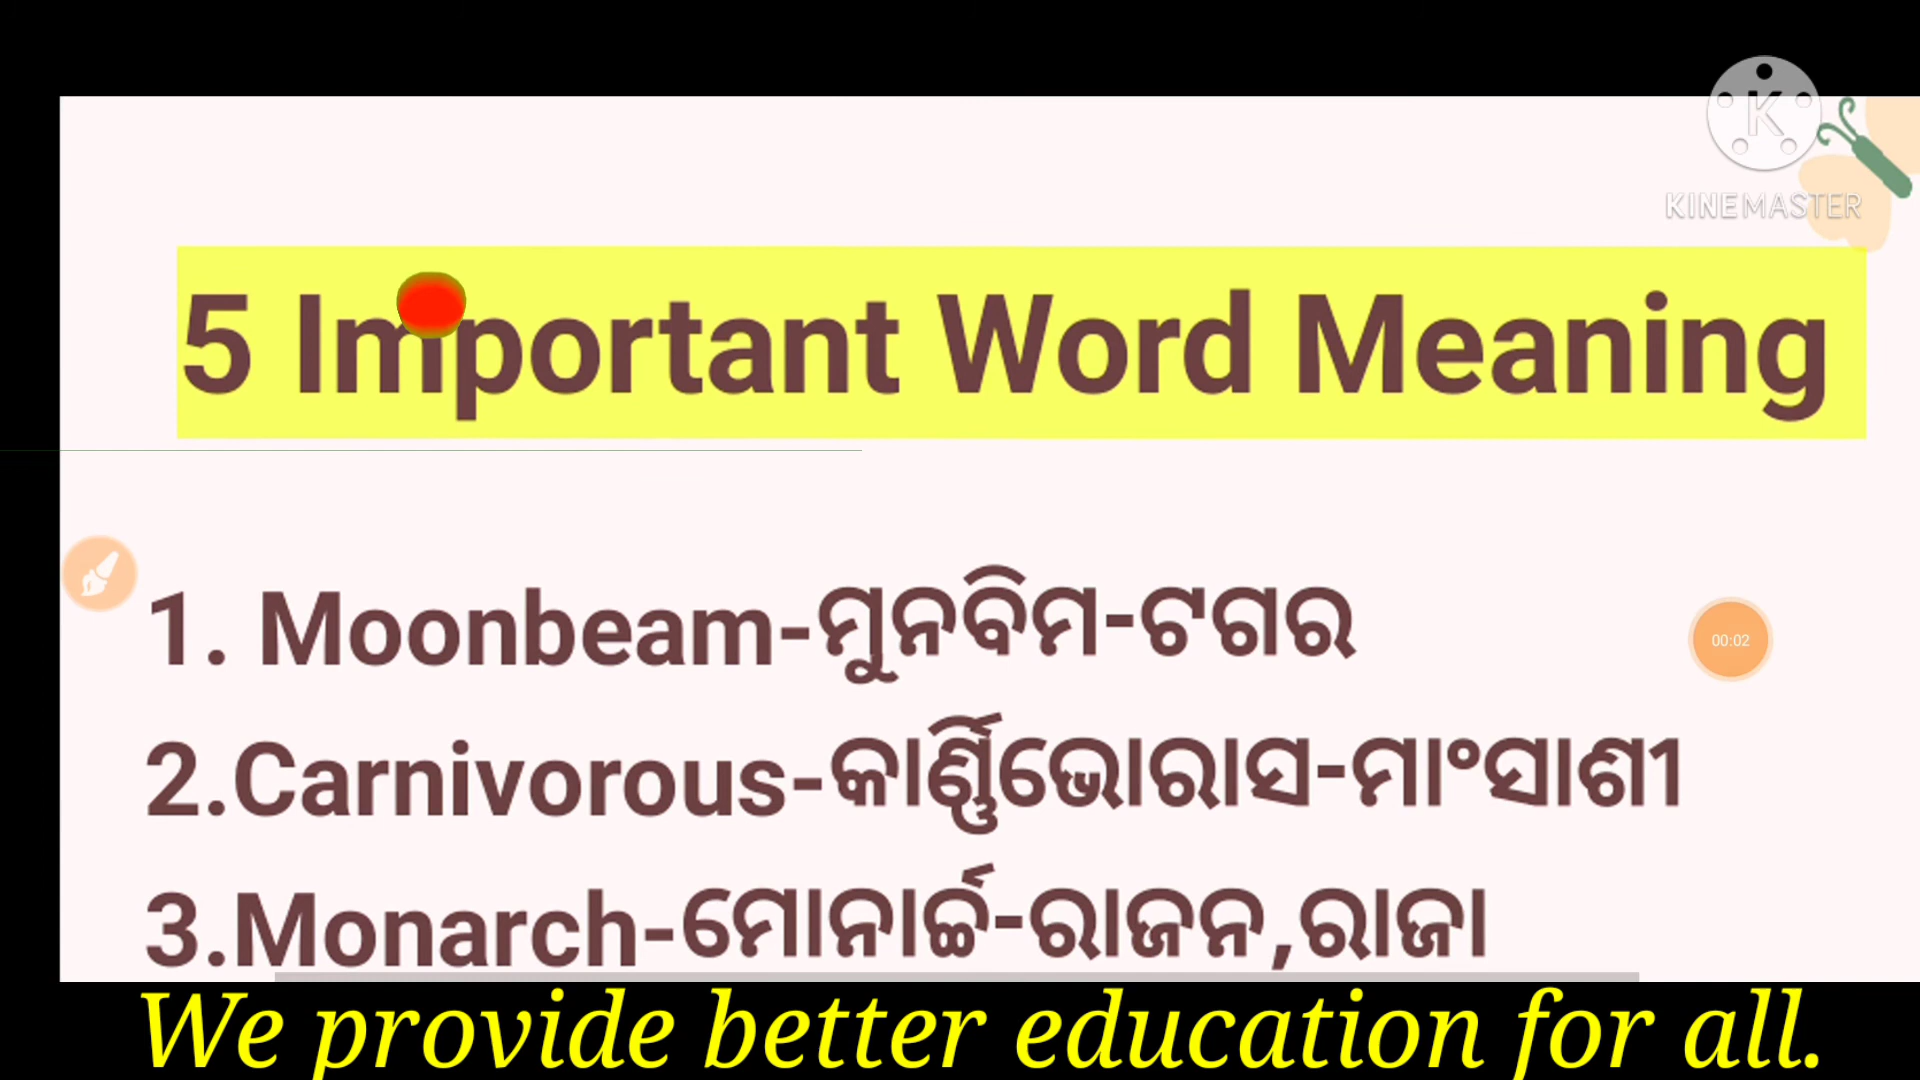 KINEMASTER
5 Important Word Meaning
1. Moonbeam-ମୁନବିମ-ଟଗର
00:02
2.Carnivorous-କାର୍ଣ୍ଣିଭୋରାସ-ମାଂସାଶୀ
3.Monarch-ମୋନାର୍ଚ୍ଚ-ରାଜନ,ରାଜା
We provide better education for all.